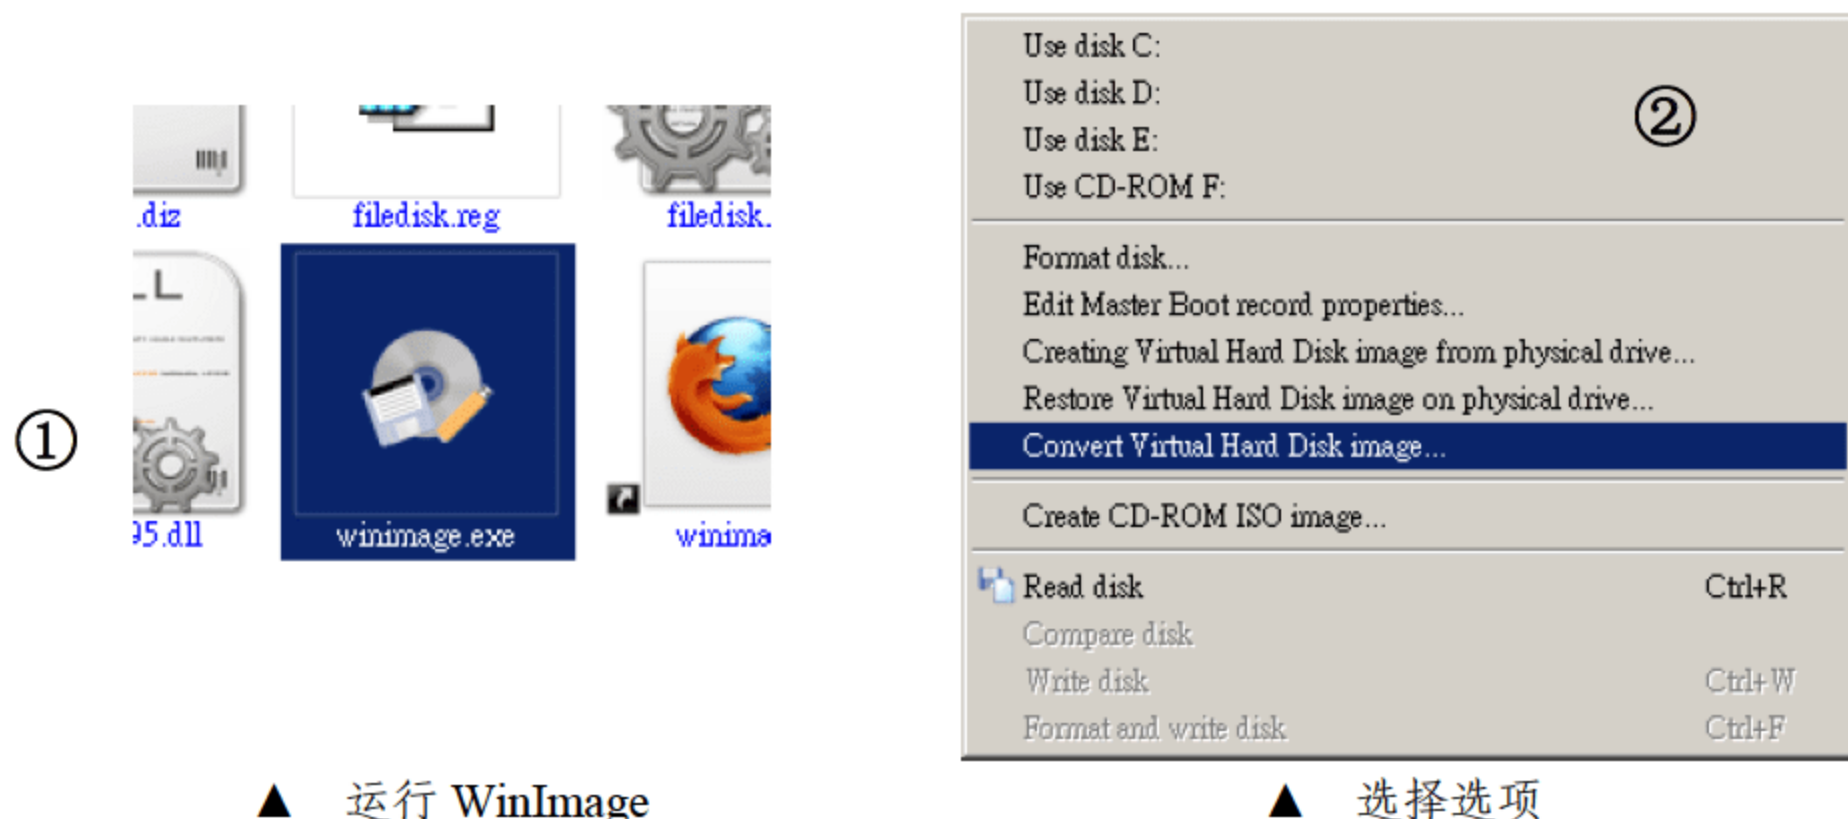 ①
.diz
filedisk.reg
filedisk.
LL
95.dll
winimage.exe
winima
▲ 运行 WinImage
②
Use disk C:
Use disk D:
Use disk E:
Use CD-ROM F:
Format disk...
Edit Master Boot record properties...
Creating Virtual Hard Disk image from physical drive...
Restore Virtual Hard Disk image on physical drive...
Convert Virtual Hard Disk image...
Create CD-ROM ISO image...
Read disk Ctrl+R
Compare disk
Write disk Ctrl+W
Format and write disk Ctrl+F
▲ 选择选项